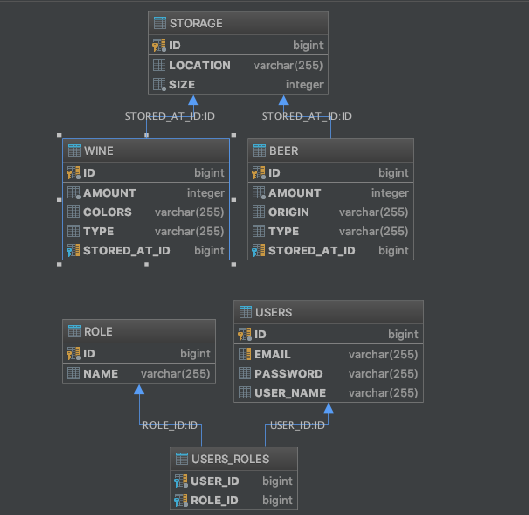 STORAGE
ID bigint
LOCATION varchar(255)
SIZE integer
STORED_AT_ID:ID STORED_AT_ID:ID
WINE
ID bigint
AMOUNT integer
COLORS varchar(255)
TYPE varchar(255)
STORED_AT_ID bigint
BEER
ID bigint
AMOUNT integer
ORIGIN varchar(255)
TYPE varchar(255)
STORED_AT_ID bigint
ROLE
ID bigint
NAME varchar(255)
USERS
ID bigint
EMAIL varchar(255)
PASSWORD varchar(255)
USER_NAME varchar(255)
ROLE_ID:ID USER_ID:ID
USERS_ROLES
USER_ID bigint
ROLE_ID bigint